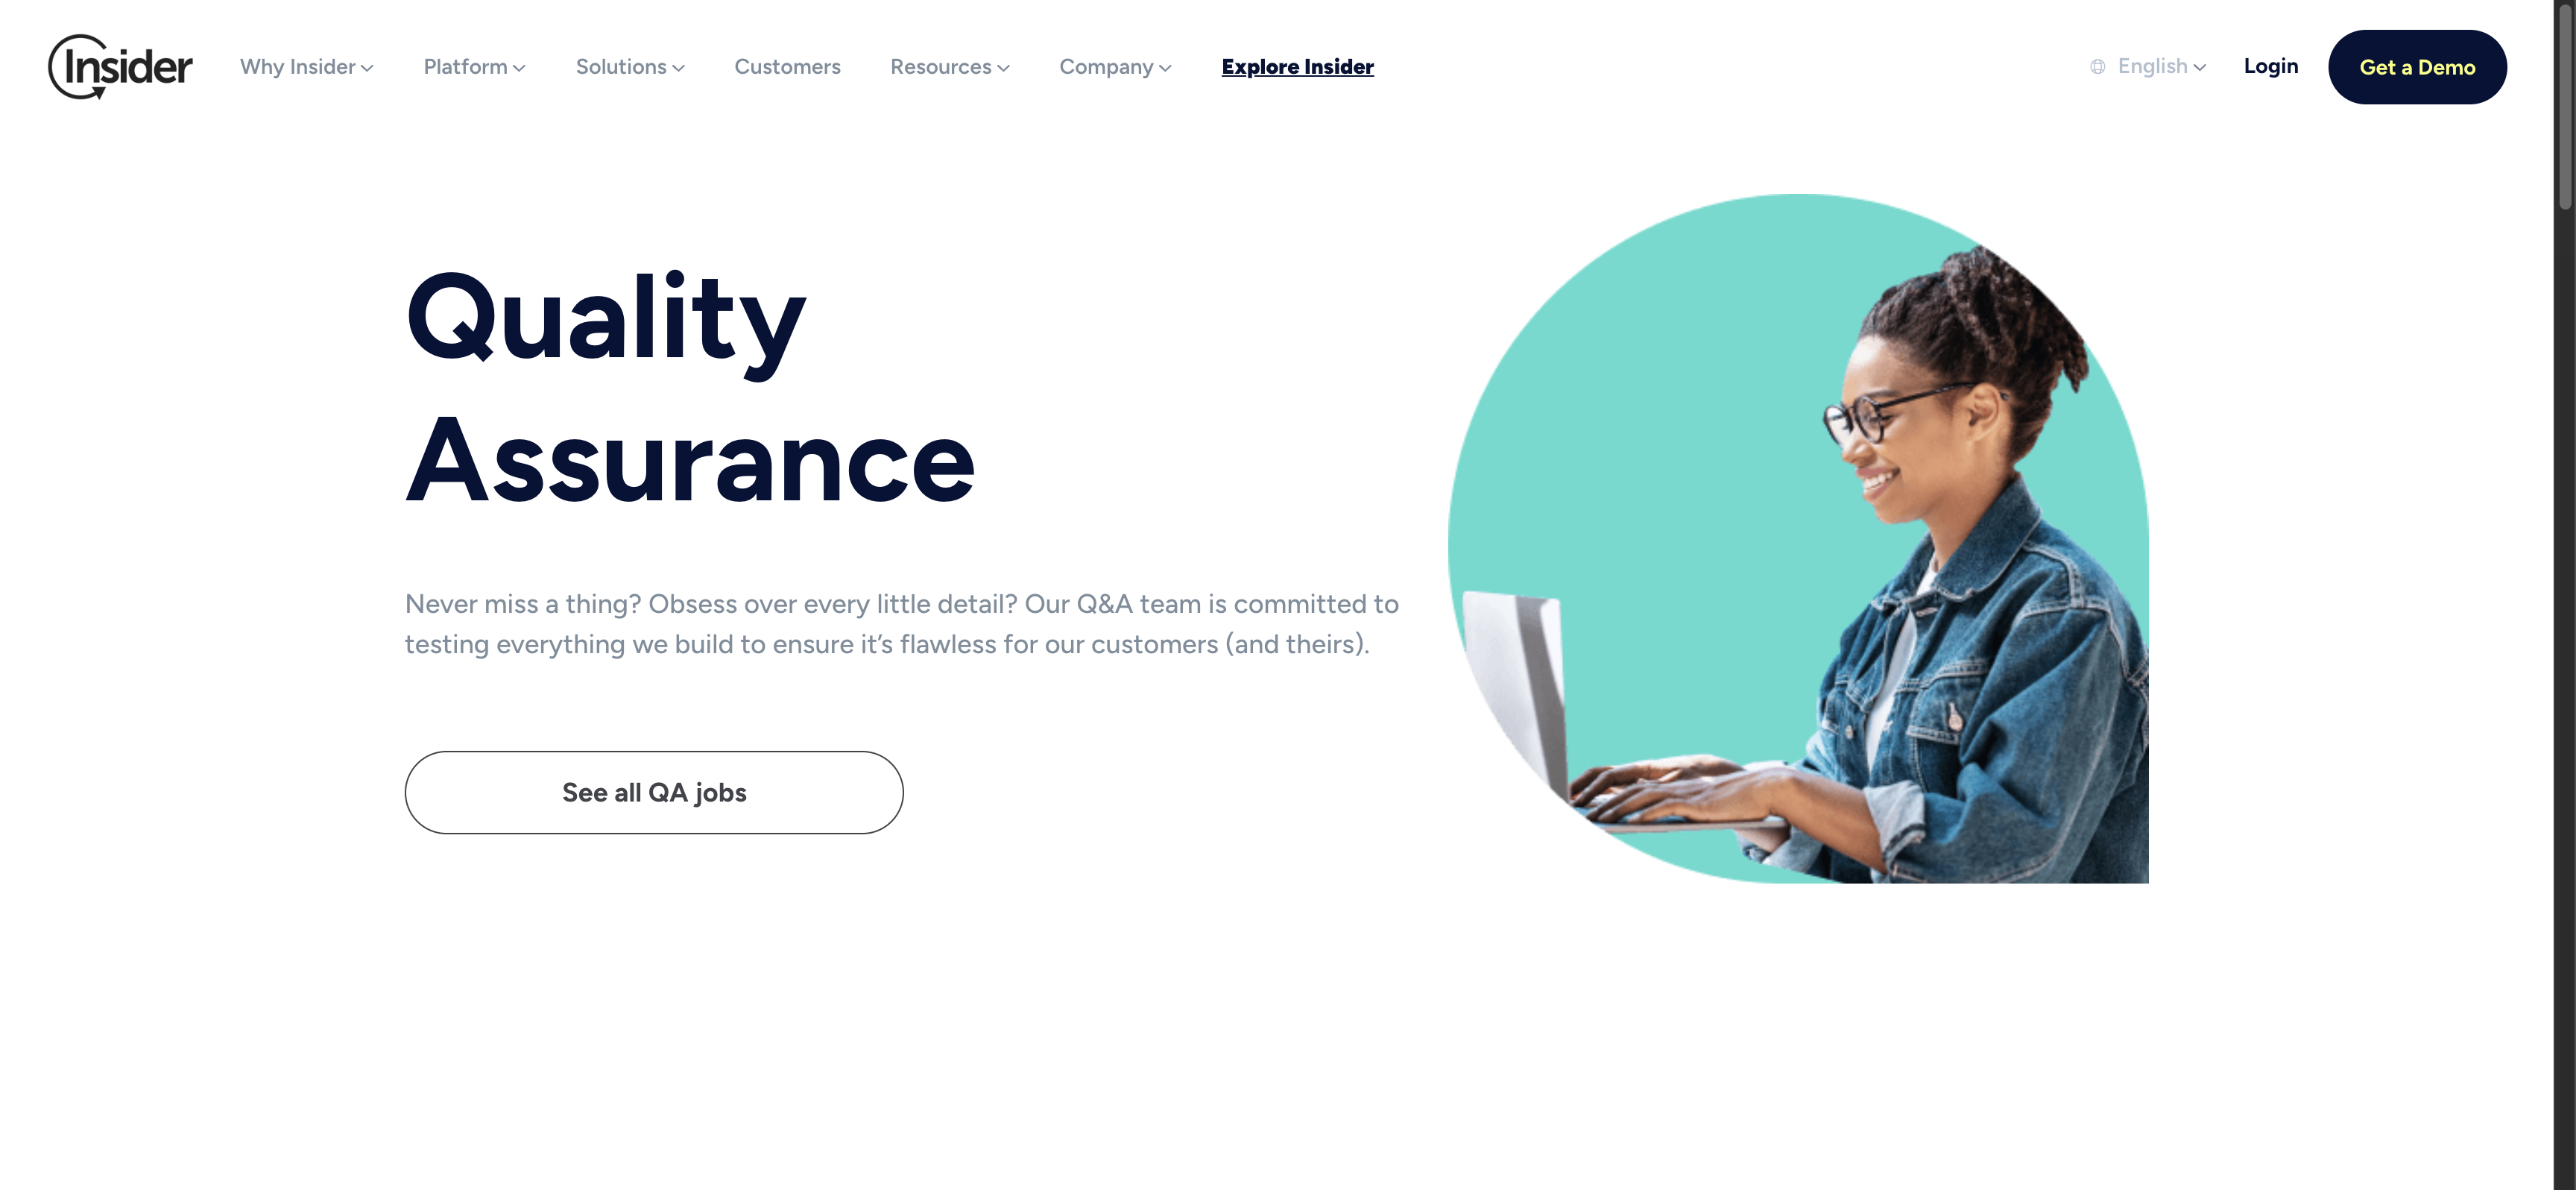 Insider
Why Insider
Platform
Solutions
Customers
Resources
Company
Explore Insider
English
Login
Get a Demo
Quality
Assurance
Never miss a thing? Obsess over every little detail? Our Q&A team is committed to
testing everything we build to ensure it’s flawless for our customers (and theirs).
See all QA jobs